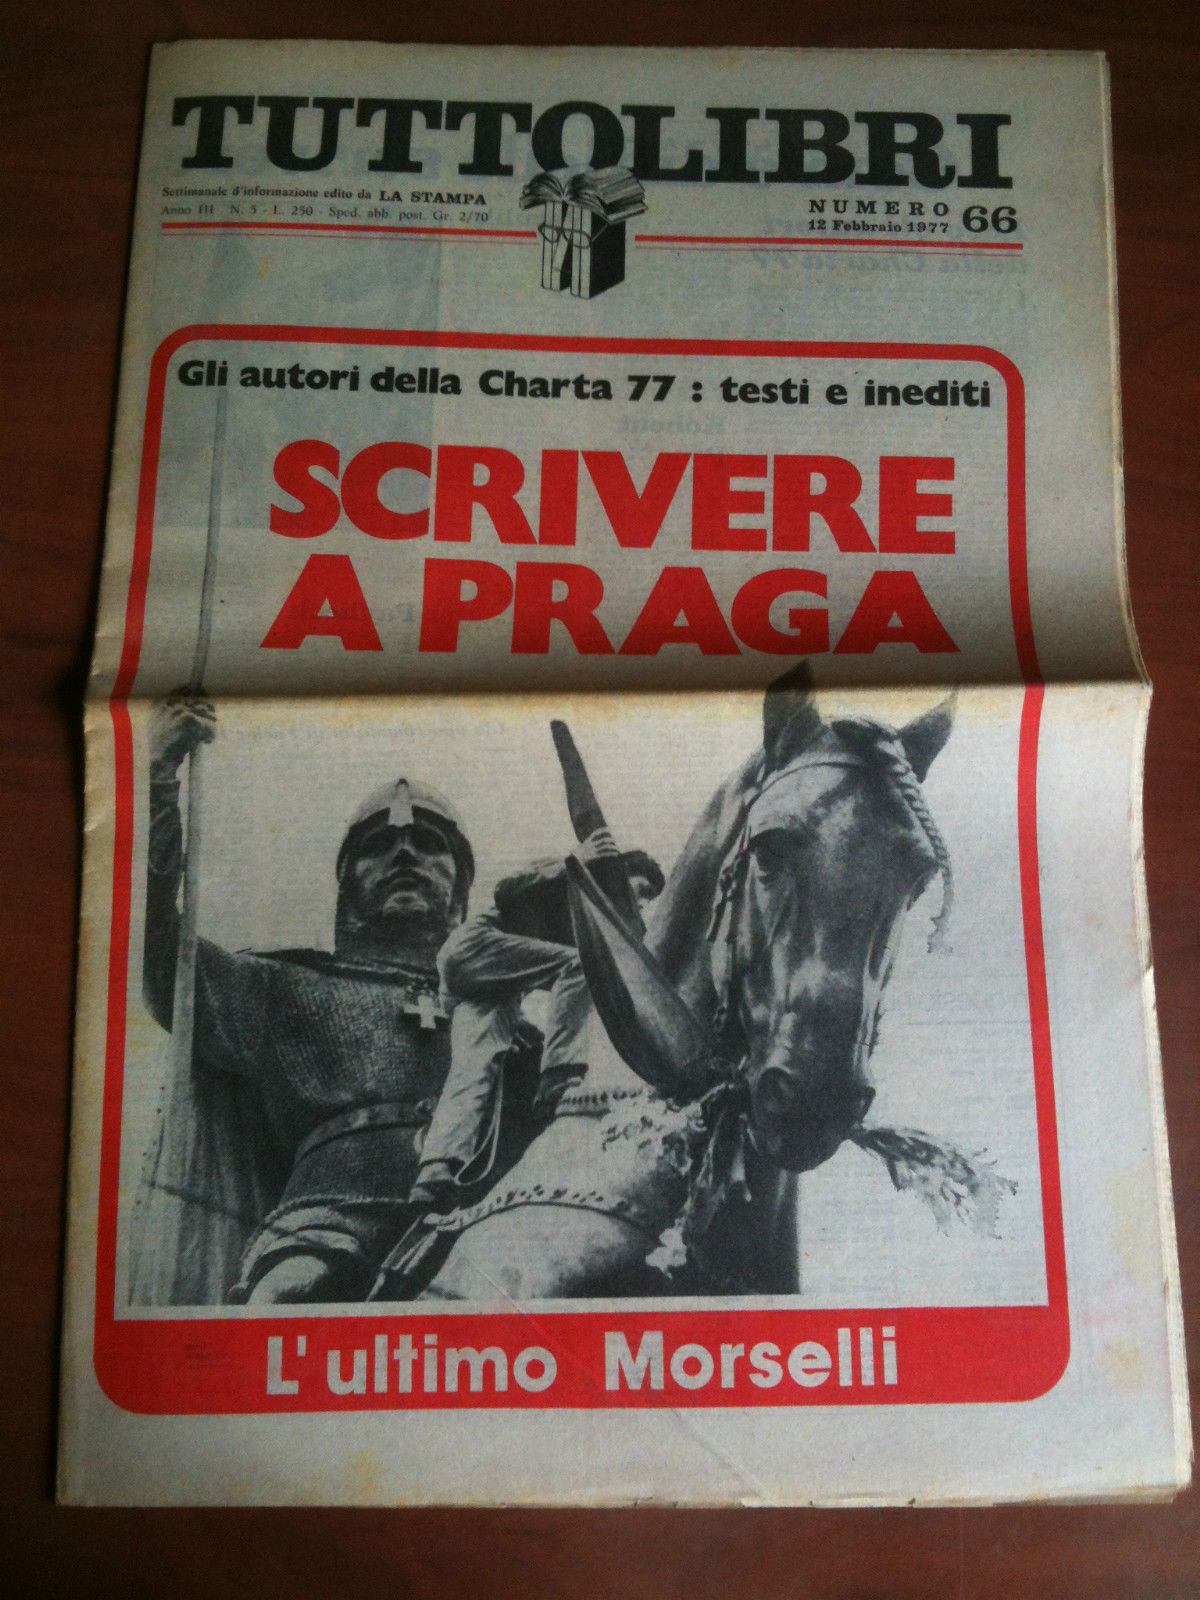 TUTTOLIBRI
Settimanale d'informazione edito da LA STAMPA
Anno III N. 5 - L. 250 - Sped. abb. post. Gr. 2/70
NUMERO 66
12 Febbraio 1977
Gli autori della Charta 77 : testi e inediti
SCRIVERE
A PRAGA
L'ultimo Morselli